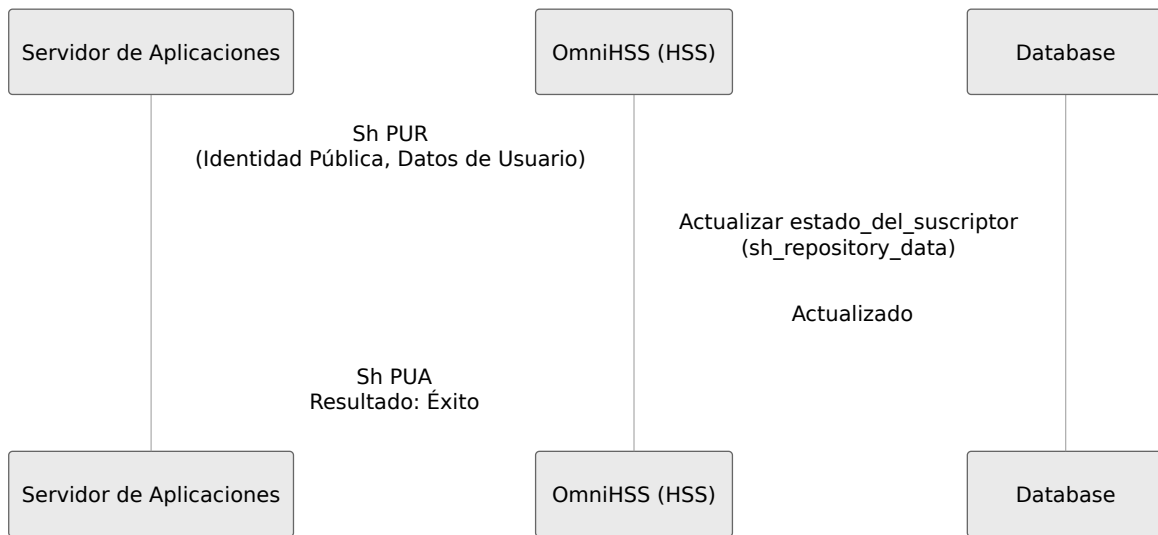 Servidor de Aplicaciones
OmniHSS (HSS)
Database
Sh PUR
(Identidad Pública, Datos de Usuario)
Actualizar estado_del_suscriptor
(sh_repository_data)
Actualizado
Sh PUA
Resultado: Éxito
Servidor de Aplicaciones
OmniHSS (HSS)
Database